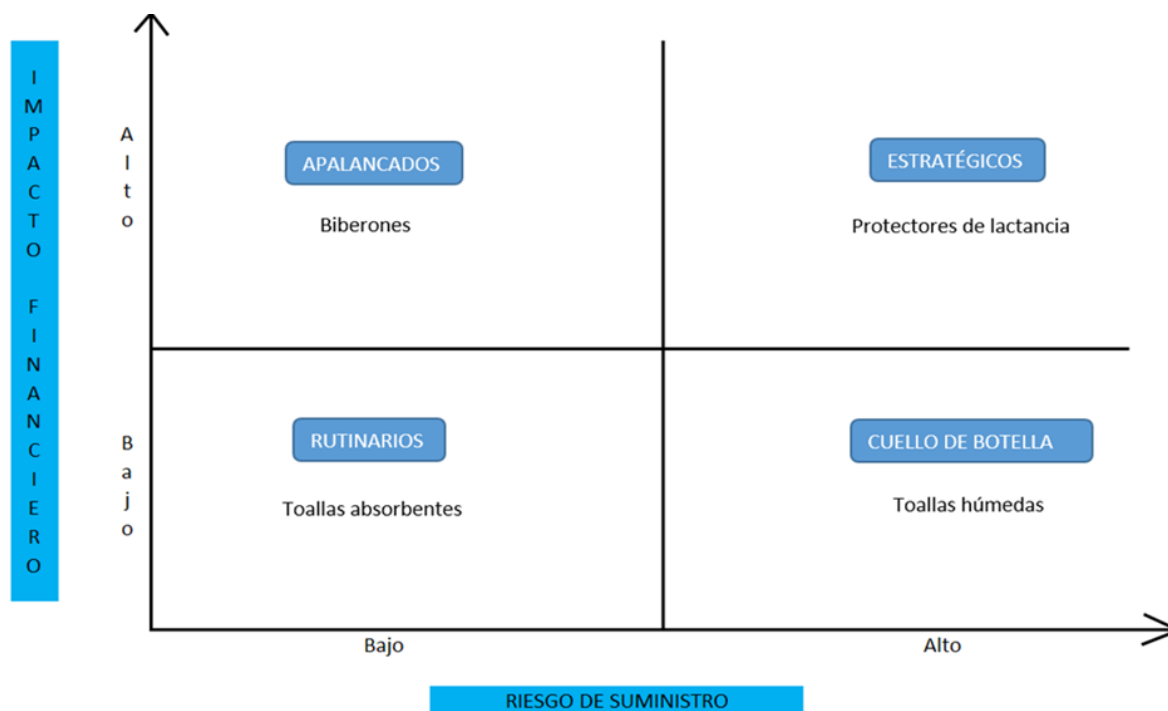 IMPACTO FINANCIERO
Alto
APALANCADOS
ESTRATÉGICOS
Biberones
Protectores de lactancia
Bajo
RUTINARIOS
CUELLO DE BOTELLA
Toallas absorbentes
Toallas húmedas
Bajo
Alto
RIESGO DE SUMINISTRO